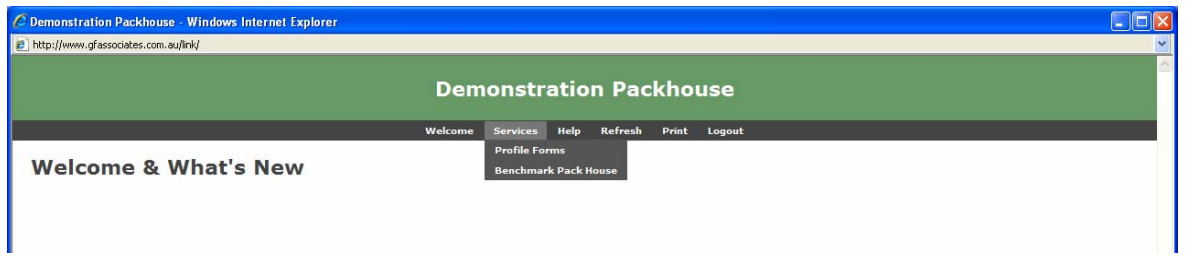 Demonstration Packhouse - Windows Internet Explorer
http://www.gfassociates.com.au/link/
Demonstration Packhouse
Welcome Services Help Refresh Print Logout
Profile Forms
Welcome & What's New
Benchmark Pack House